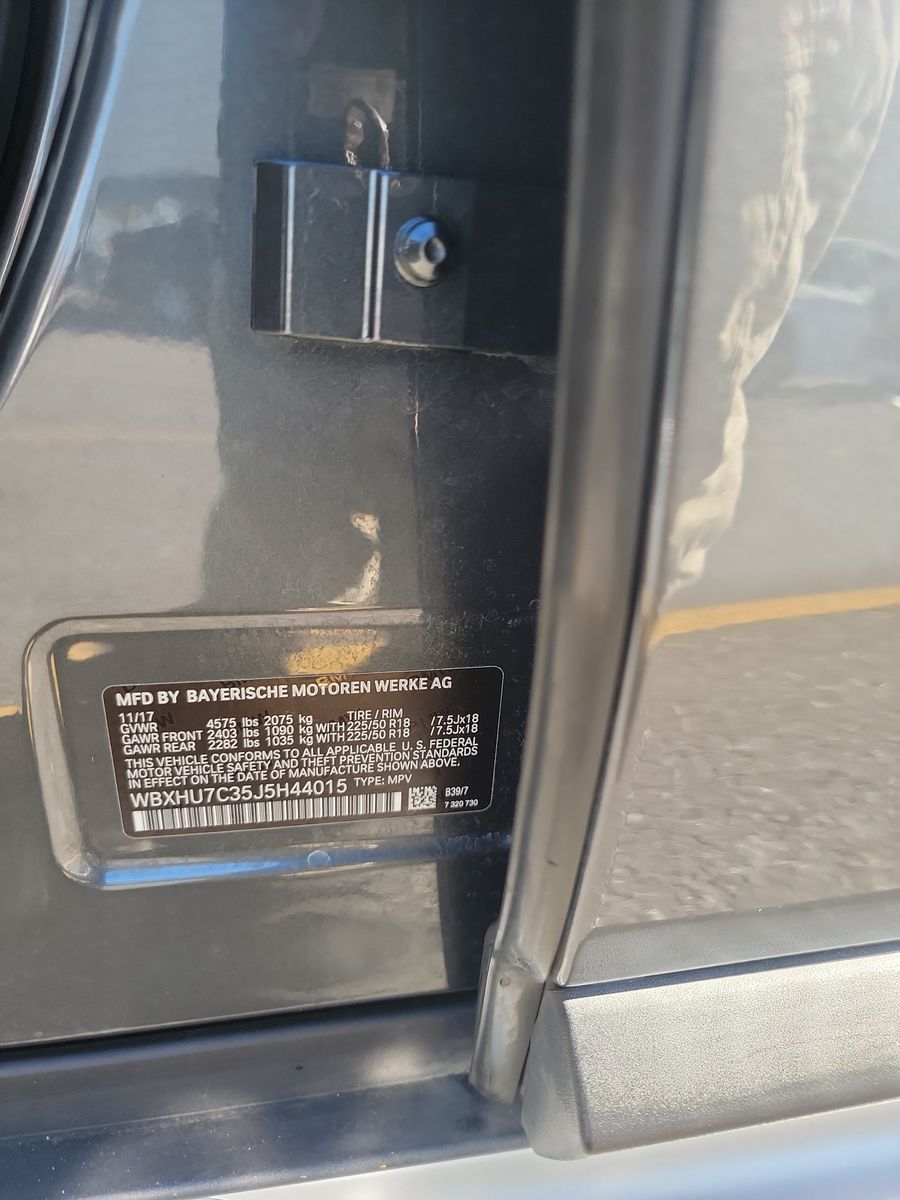 MFD BY BAYERISCHE MOTOREN WERKE AG
11/17 TIRE / RIM
GVWR 4575 lbs 2075 kg
GAWR FRONT 2403 lbs 1090 kg WITH 225/50 R18 /7.5Jx18
GAWR REAR 2282 lbs 1035 kg WITH 225/50 R18 /7.5Jx18
THIS VEHICLE CONFORMS TO ALL APPLICABLE U. S. FEDERAL
MOTOR VEHICLE SAFETY AND THEFT PREVENTION STANDARDS
IN EFFECT ON THE DATE OF MANUFACTURE SHOWN ABOVE.
WBXHU7C35J5H44015 TYPE: MPV
B39/7
7 320 730